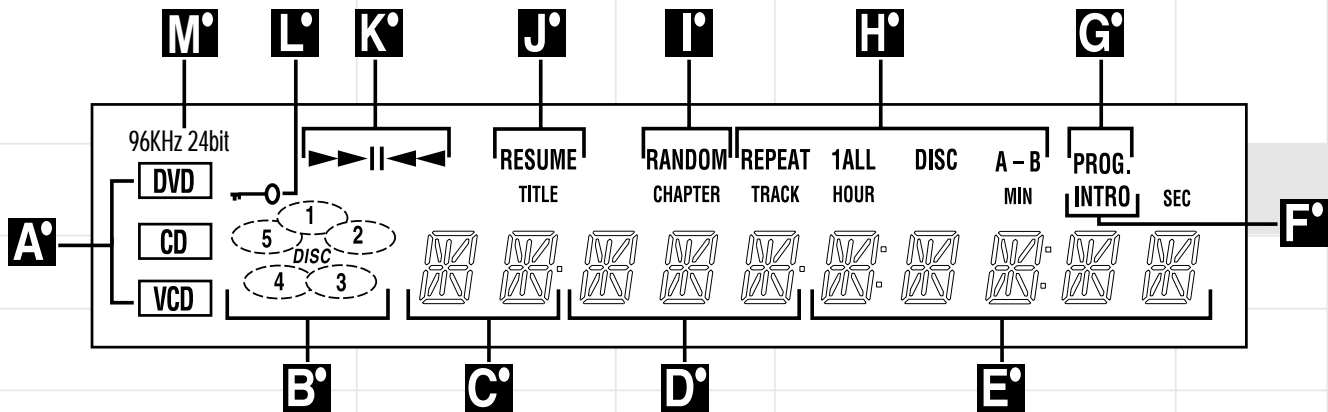 M L K J I H G
96KHz 24bit
RESUME RANDOM REPEAT 1ALL DISC A – B PROG.
DVD TITLE CHAPTER TRACK HOUR MIN INTRO SEC
A CD VCD F
1 2 3 4 5 DISC
B C D E